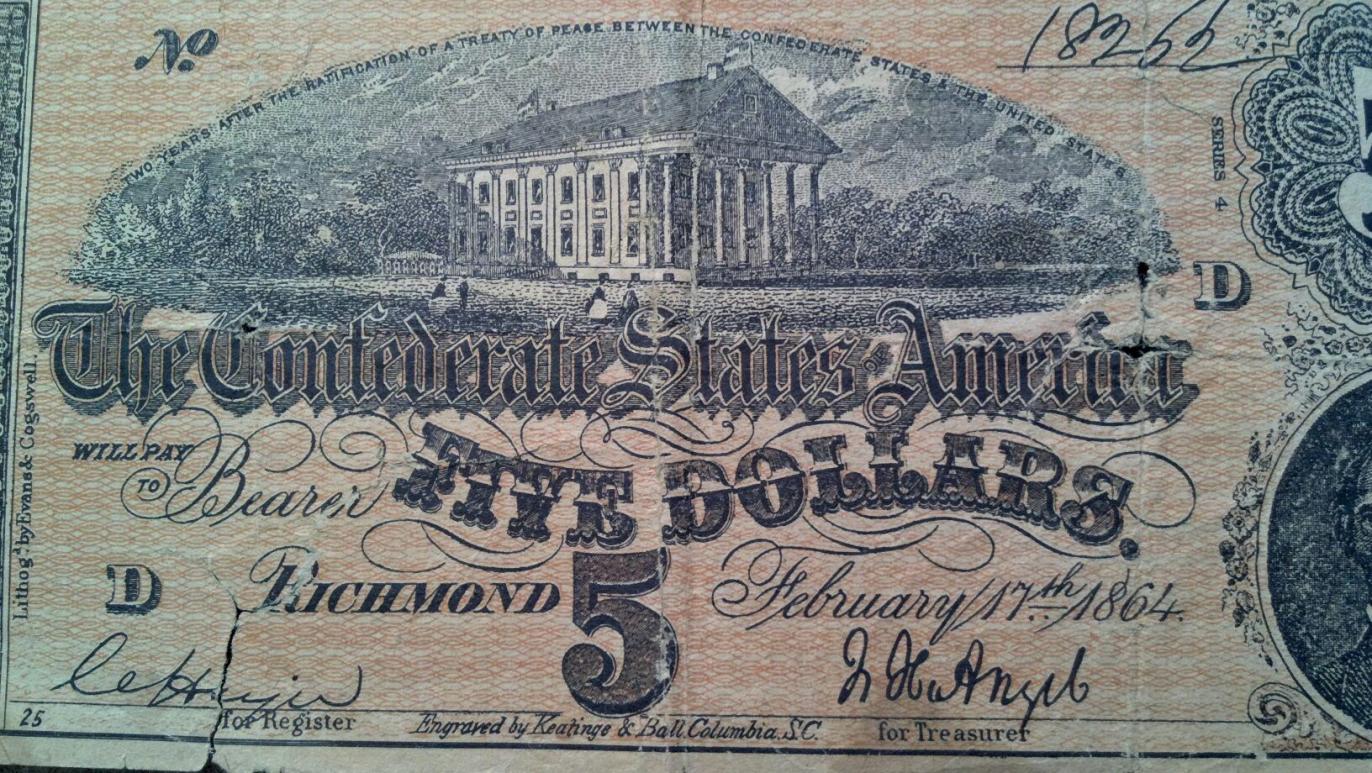 Nº 18262
TWO YEARS AFTER THE RATIFICATION OF A TREATY OF PEACE BETWEEN THE CONFEDERATE STATES & THE UNITED STATES
SERIES 4
D
The Confederate States of America
WILL PAY
TO Bearer FIVE DOLLARS.
D RICHMOND 5 February 17th 1864.
25 for Register Engraved by Keatinge & Ball, Columbia, S.C. for Treasurer
Lithog'd by Evans & Cogswell.